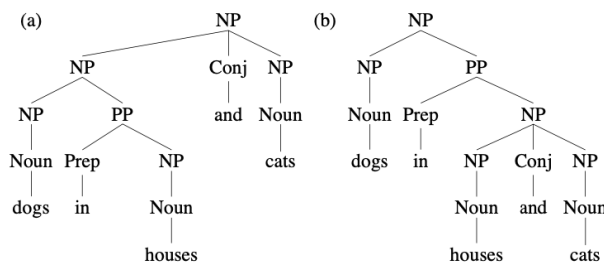 (a) NP (b) NP
NP Conj NP NP PP
NP PP and Noun Noun Prep NP
Noun Prep NP cats dogs in NP Conj NP
dogs in Noun Noun and Noun
houses houses cats